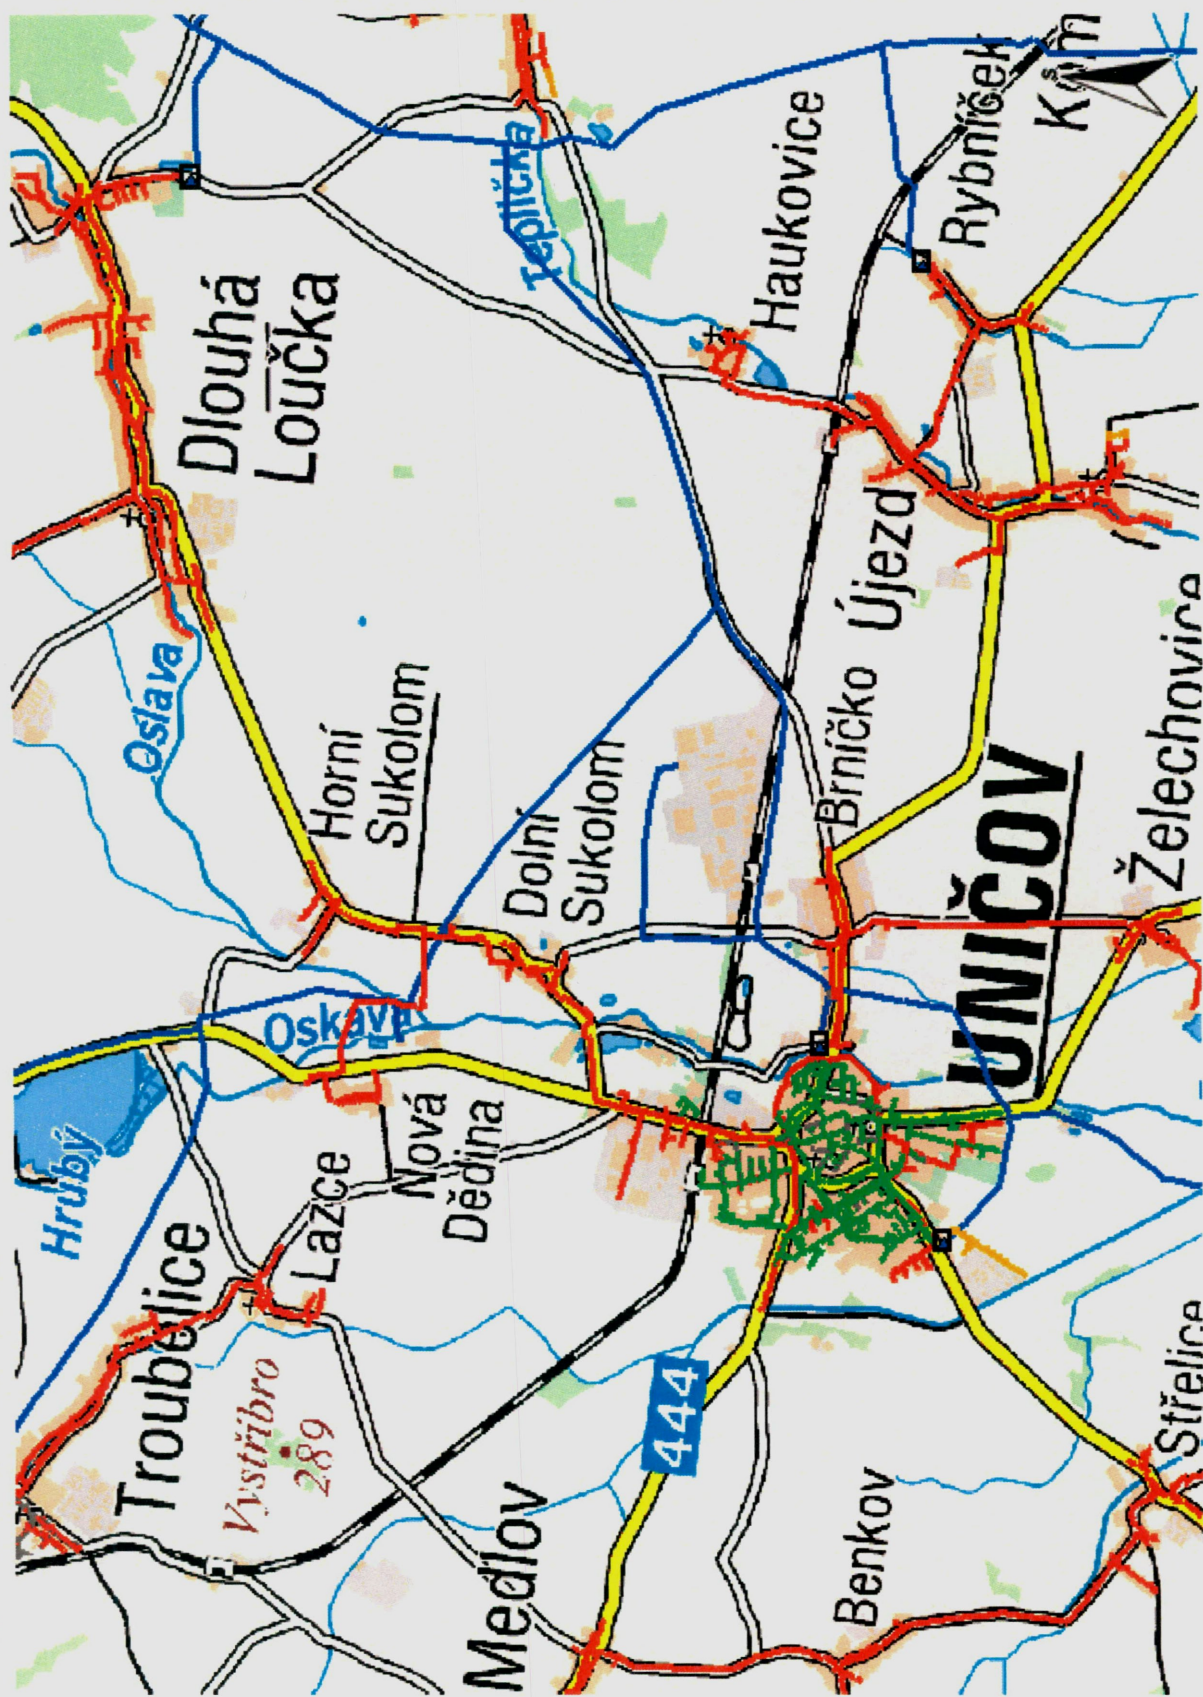 Dlouhá
Loučka
Teplička
Haukovice
Rybníček
Oslava
Horní
Sukolom
Dolní
Sukolom
Brníčko
Újezd
UNIČOV
Želechovice
Oskava
Hrubý
Nová
Dědina
Lazce
Troubelice
Vystříbro
289
444
Medlov
Benkov
Střelice
S